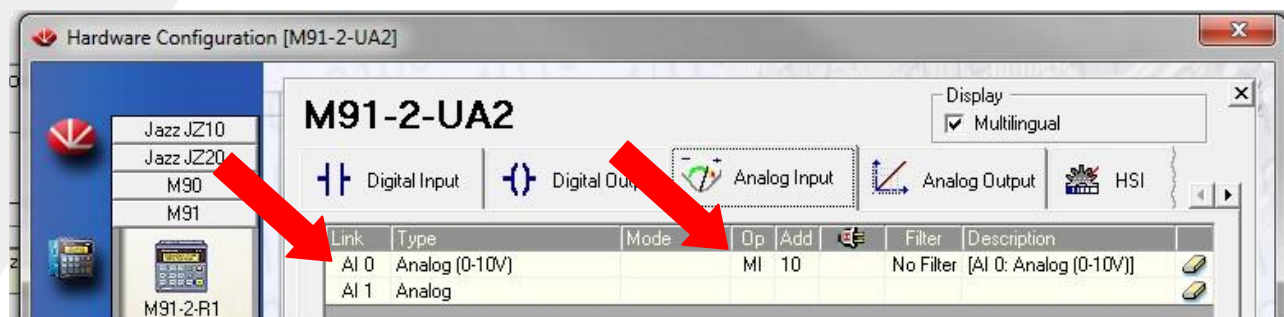 Hardware Configuration [M91-2-UA2]
M91-2-UA2
Display
Multilingual
Jazz JZ10
Jazz JZ20
M90
M91
M91-2-R1
Digital Input
Digital
Analog Input
Analog Output
HSI
Link Type Mode Op Add Filter Description
AI 0 Analog (0-10V) MI 10 No Filter [AI 0: Analog (0-10V)]
AI 1 Analog